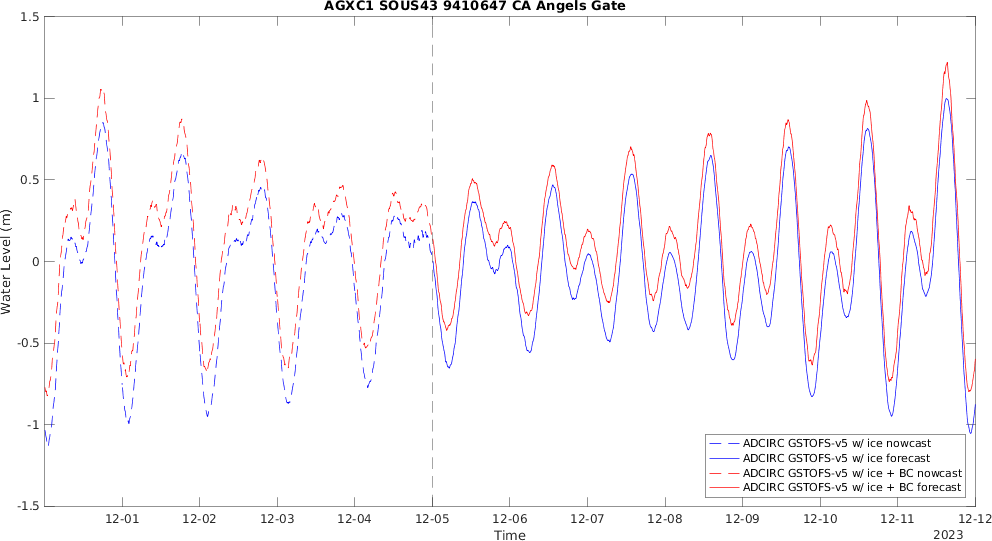 AGXC1 SOUS43 9410647 CA Angels Gate
1.5
1
0.5
0
-0.5
-1
-1.5
Water Level (m)
12-01 12-02 12-03 12-04 12-05 12-06 12-07 12-08 12-09 12-10 12-11 12-12
Time
2023
ADCIRC GSTOFS-v5 w/ ice nowcast
ADCIRC GSTOFS-v5 w/ ice forecast
ADCIRC GSTOFS-v5 w/ ice + BC nowcast
ADCIRC GSTOFS-v5 w/ ice + BC forecast